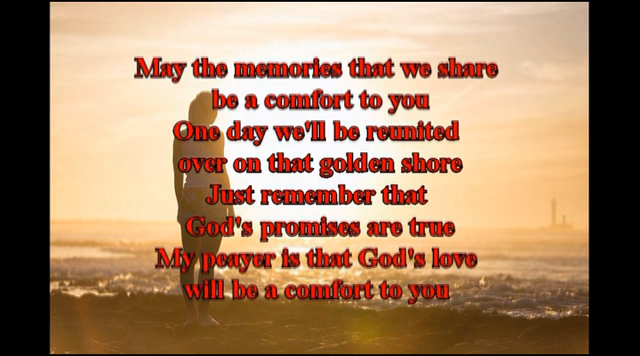 May the memories that we share
be a comfort to you
One day we'll be reunited
over on that golden shore
Just remember that
God's promises are true
My peayer is that God's love
will be a comfort to you